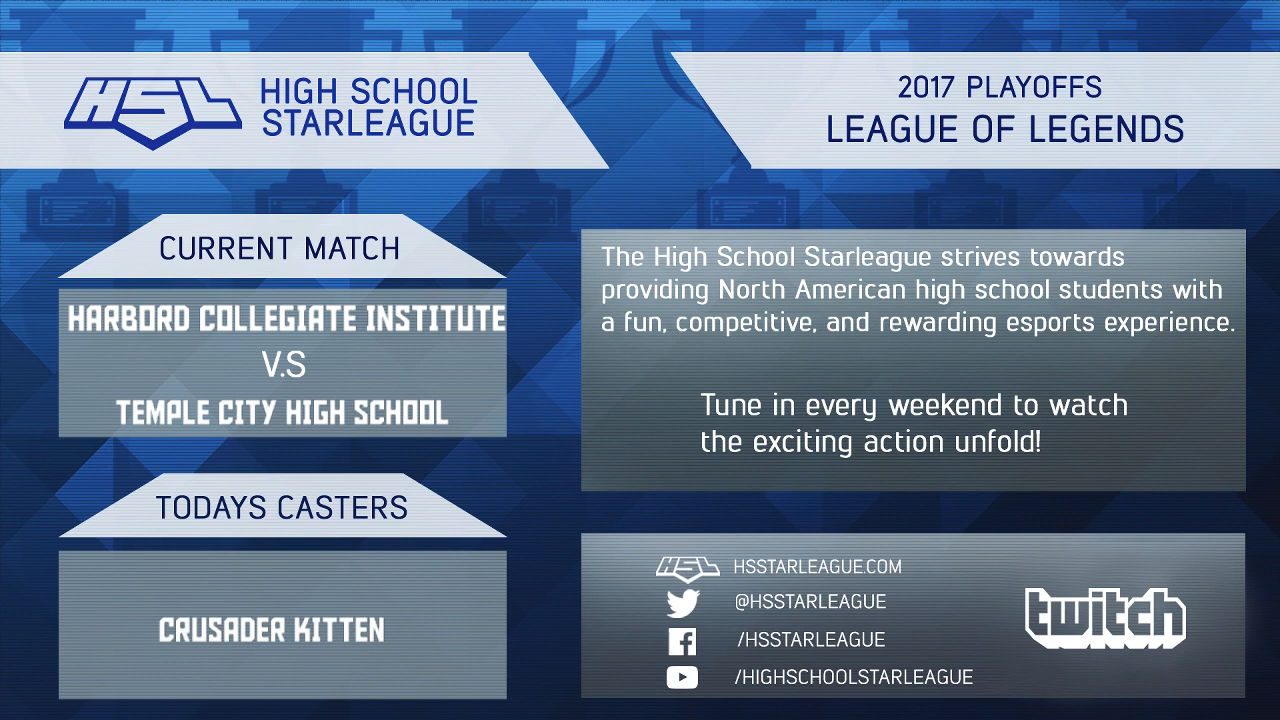 HSL HIGH SCHOOL
STARLEAGUE
2017 PLAYOFFS
LEAGUE OF LEGENDS
CURRENT MATCH
HARBORD COLLEGIATE INSTITUTE
V.S
TEMPLE CITY HIGH SCHOOL
TODAYS CASTERS
CRUSADER KITTEN
The High School Starleague strives towards
providing North American high school students with
a fun, competitive, and rewarding esports experience.
Tune in every weekend to watch
the exciting action unfold!
HSL HSSTARLEAGUE.COM
@HSSTARLEAGUE
/HSSTARLEAGUE
/HIGHSCHOOLSTARLEAGUE
twitch